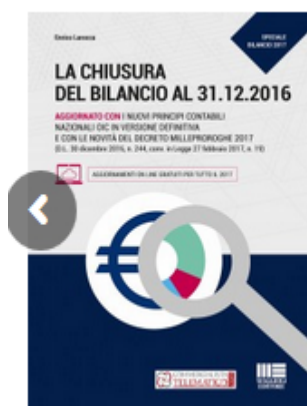 Enrico Larocca
SPECIALE
BILANCIO 2017
LA CHIUSURA
DEL BILANCIO AL 31.12.2016
AGGIORNATO CON I NUOVI PRINCIPI CONTABILI
NAZIONALI OIC IN VERSIONE DEFINITIVA
E CON LE NOVITÀ DEL DECRETO MILLEPROROGHE 2017
(D.L. 30 dicembre 2016, n. 244, conv. in Legge 27 febbraio 2017, n. 19)
AGGIORNAMENTI ON LINE GRATUITI PER TUTTO IL 2017
TELEMATICO
MAGGIOLI
EDITORE